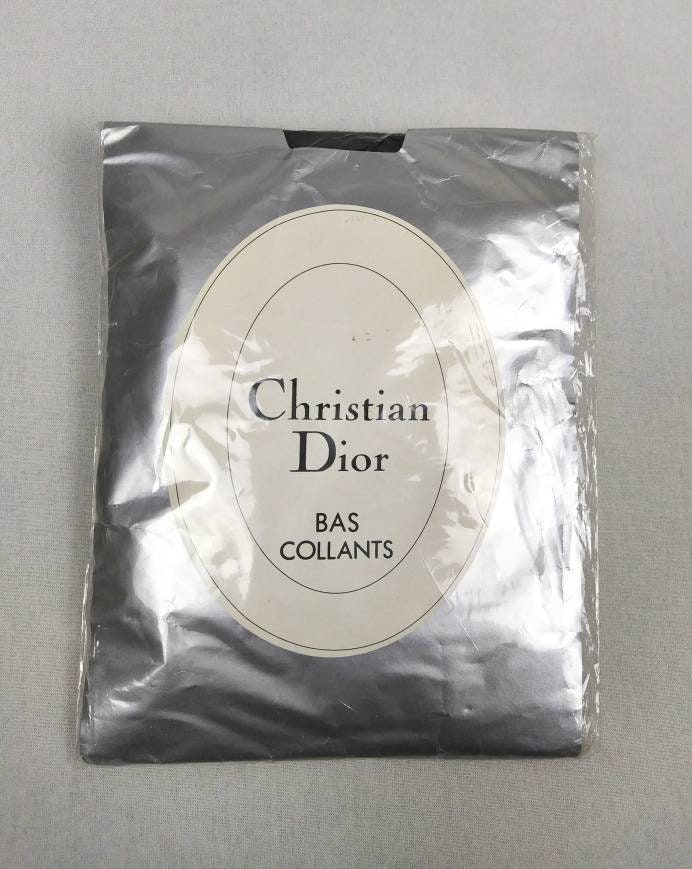 Christian
Dior
BAS
COLLANTS